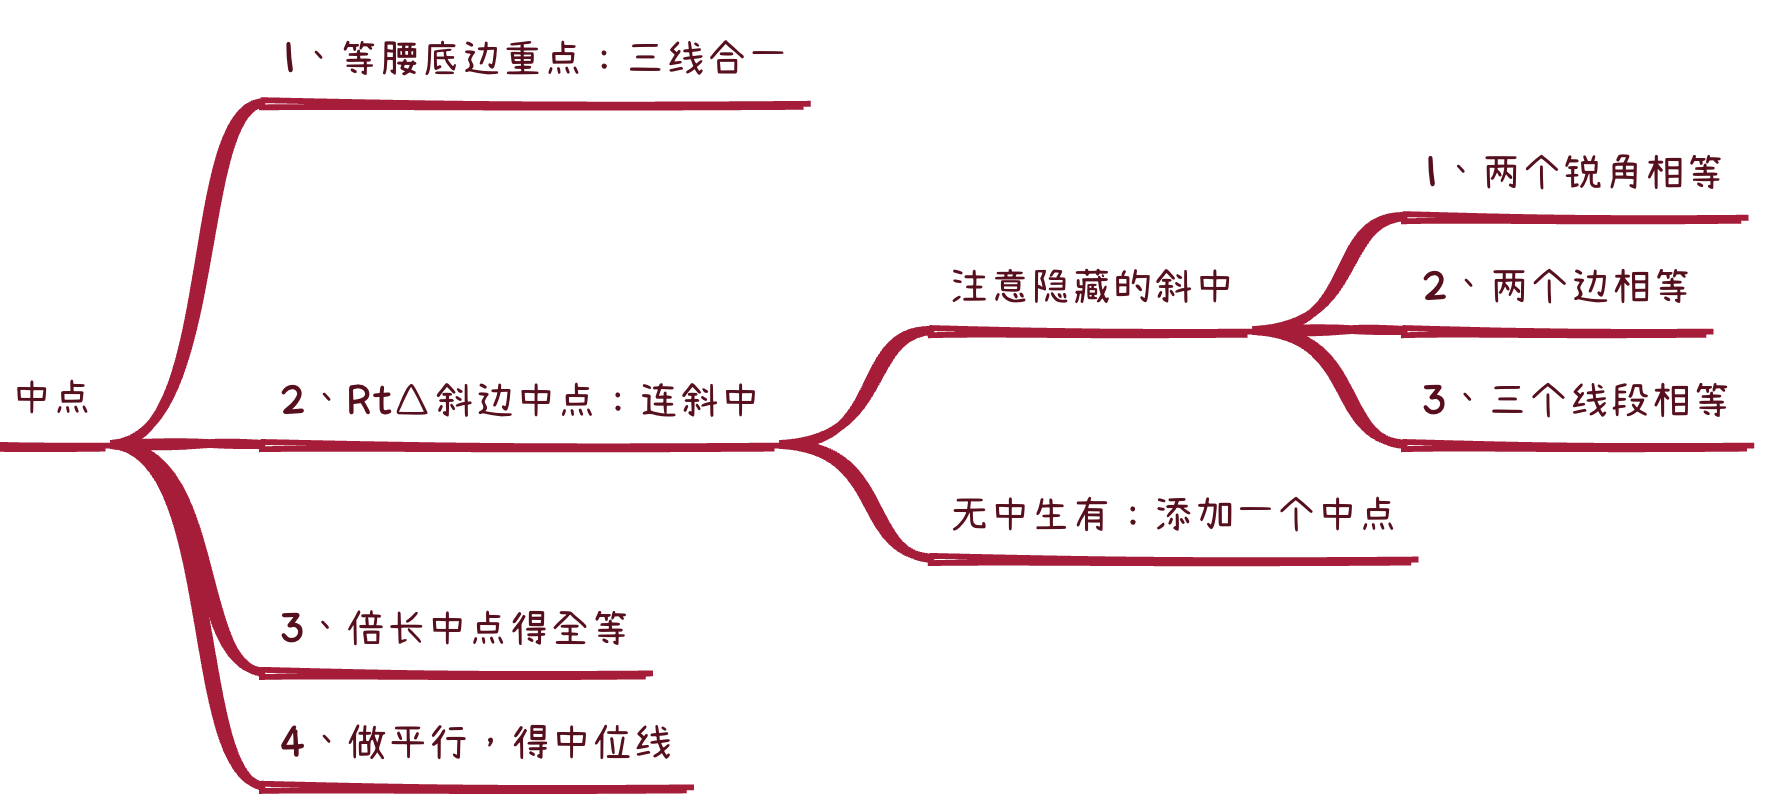 中点
1、等腰底边重点：三线合一
2、Rt△斜边中点：连斜中
注意隐藏的斜中
1、两个锐角相等
2、两个边相等
3、三个线段相等
无中生有：添加一个中点
3、倍长中点得全等
4、做平行，得中位线